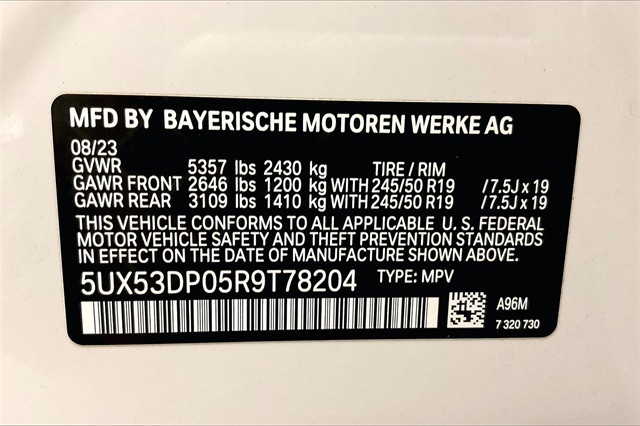 MFD BY BAYERISCHE MOTOREN WERKE AG
08/23
GVWR 5357 lbs 2430 kg TIRE / RIM
GAWR FRONT 2646 lbs 1200 kg WITH 245/50 R19 / 7.5J x 19
GAWR REAR 3109 lbs 1410 kg WITH 245/50 R19 / 7.5J x 19
THIS VEHICLE CONFORMS TO ALL APPLICABLE U. S. FEDERAL
MOTOR VEHICLE SAFETY AND THEFT PREVENTION STANDARDS
IN EFFECT ON THE DATE OF MANUFACTURE SHOWN ABOVE.
5UX53DP05R9T78204 TYPE: MPV
A96M
7 320 730